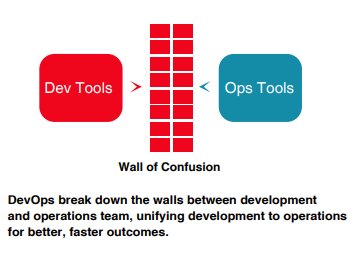 Dev Tools
Ops Tools
Wall of Confusion
DevOps break down the walls between development
and operations team, unifying development to operations
for better, faster outcomes.